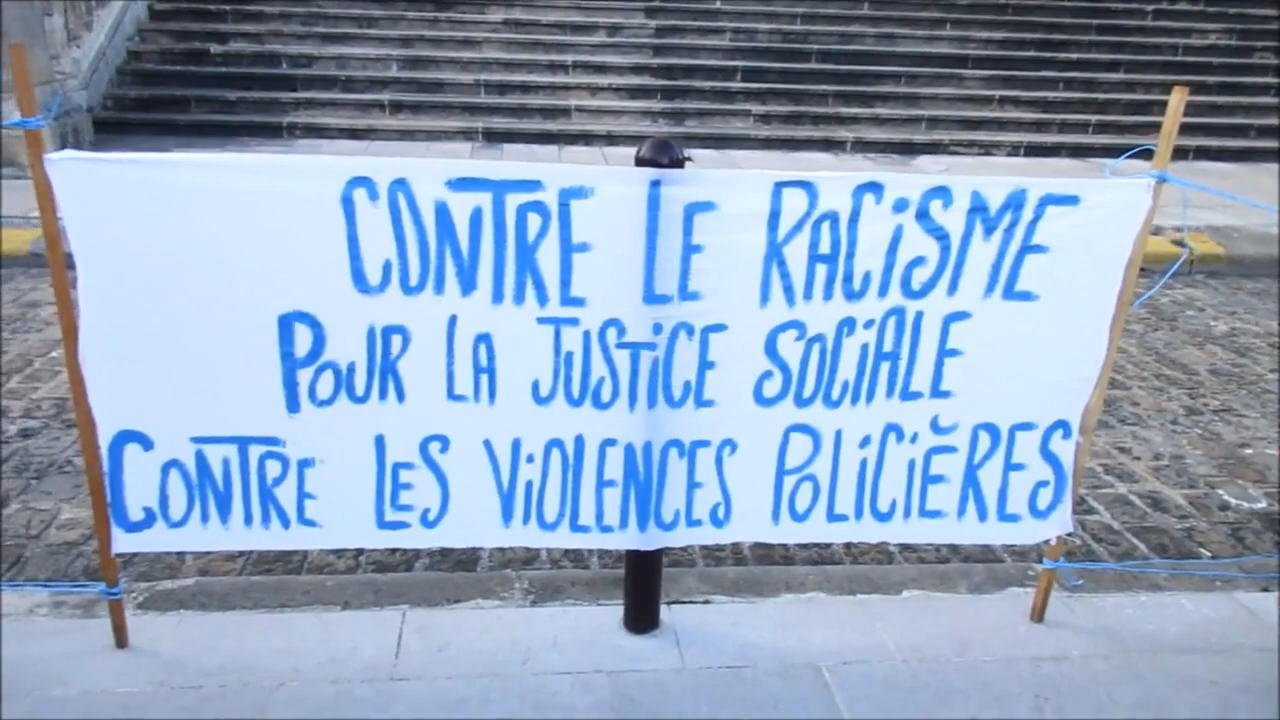 CONTRE LE RACiSME
POUR LA JUSTiCE SOCiALE
CONTRE LES ViOLENCES POLiCiÈRES